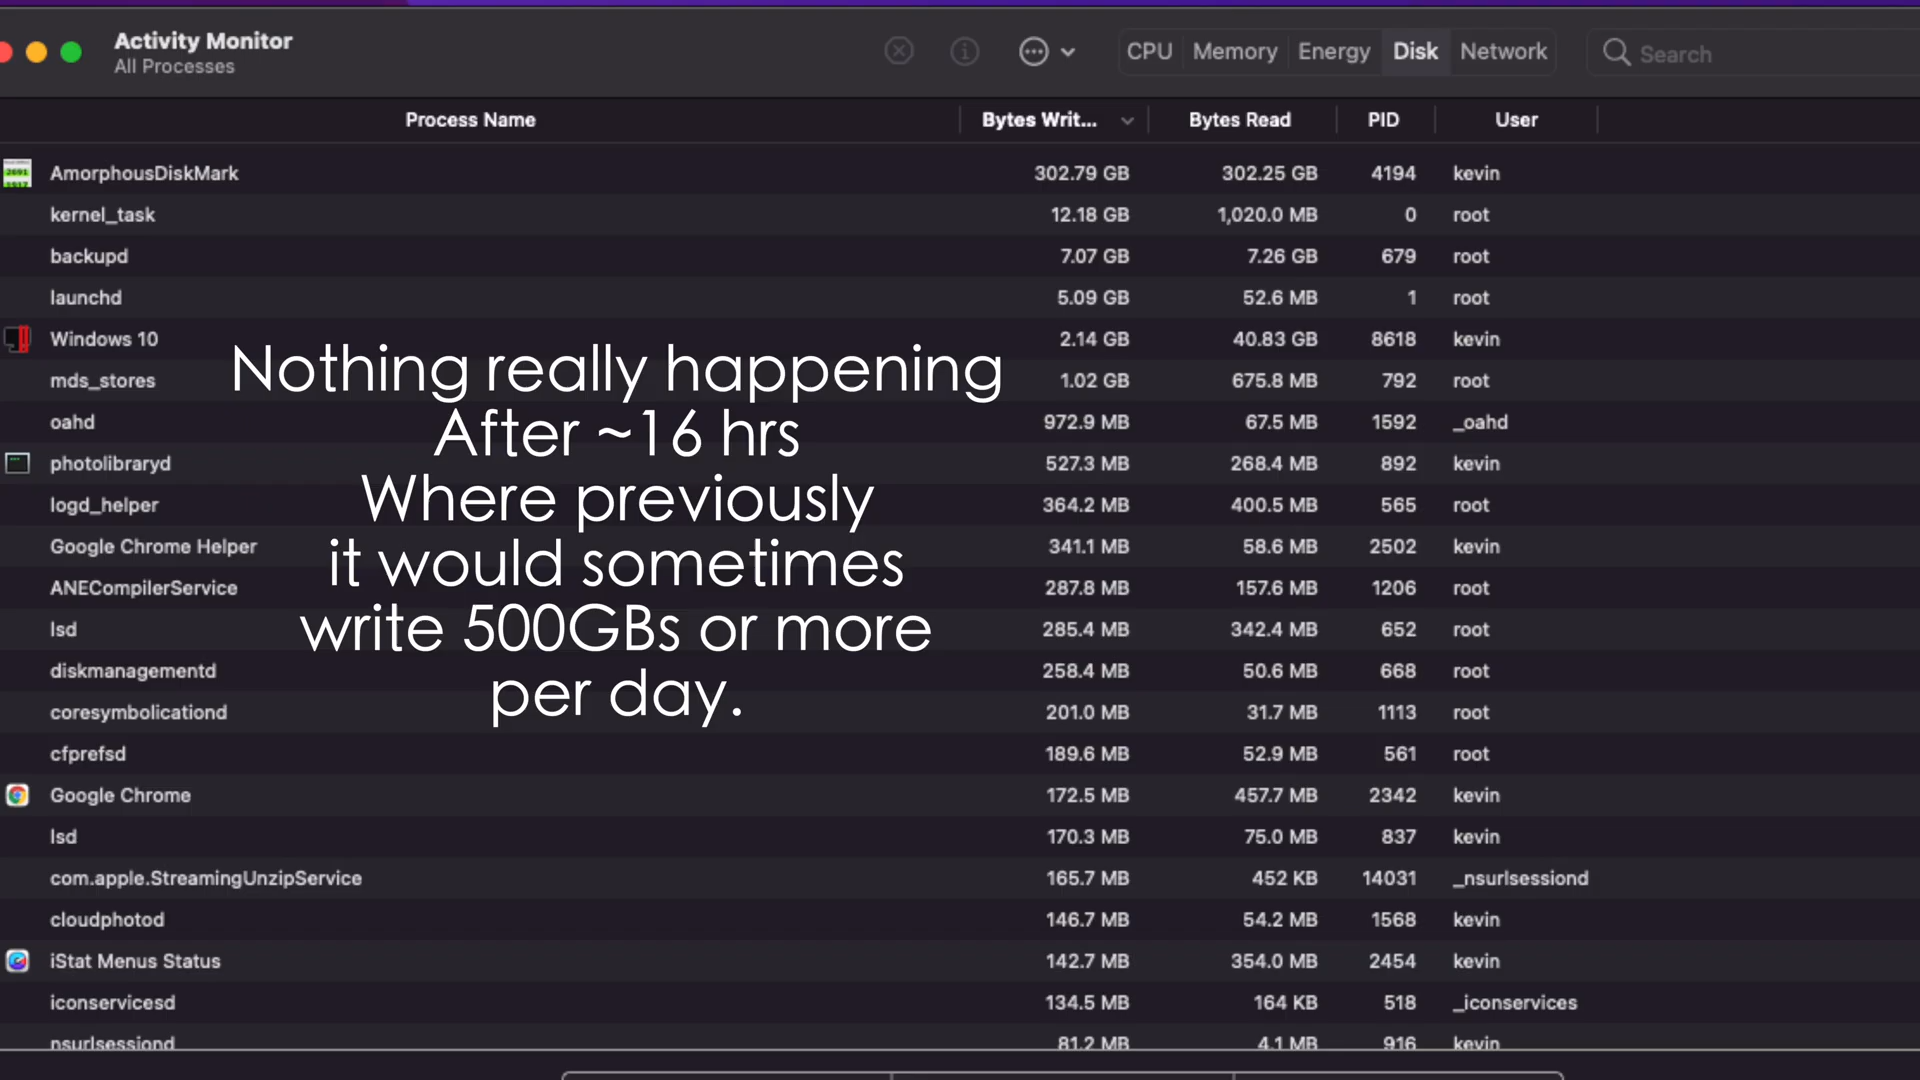 Activity Monitor
All Processes
CPU Memory Energy Disk Network Search
Process Name Bytes Writ... Bytes Read PID User
AmorphousDiskMark 302.79 GB 302.25 GB 4194 kevin
kernel_task 12.18 GB 1,020.0 MB 0 root
backupd 7.07 GB 7.26 GB 679 root
launchd 5.09 GB 52.6 MB 1 root
Windows 10 2.14 GB 40.83 GB 8618 kevin
mds_stores 1.02 GB 675.8 MB 792 root
oahd 972.9 MB 67.5 MB 1592 _oahd
photolibraryd 527.3 MB 268.4 MB 892 kevin
logd_helper 364.2 MB 400.5 MB 565 root
Google Chrome Helper 341.1 MB 58.6 MB 2502 kevin
ANECompilerService 287.8 MB 157.6 MB 1206 root
lsd 285.4 MB 342.4 MB 652 root
diskmanagementd 258.4 MB 50.6 MB 668 root
coresymbolicationd 201.0 MB 31.7 MB 1113 root
cfprefsd 189.6 MB 52.9 MB 561 root
Google Chrome 172.5 MB 457.7 MB 2342 kevin
lsd 170.3 MB 75.0 MB 837 kevin
com.apple.StreamingUnzipService 165.7 MB 452 KB 14031 _nsurlsessiond
cloudphotod 146.7 MB 54.2 MB 1568 kevin
iStat Menus Status 142.7 MB 354.0 MB 2454 kevin
iconservicesd 134.5 MB 164 KB 518 _iconservices
nsurlsessiond 81.2 MB 4.1 MB 916 kevin
Nothing really happening
After ~16 hrs
Where previously
it would sometimes
write 500GBs or more
per day.